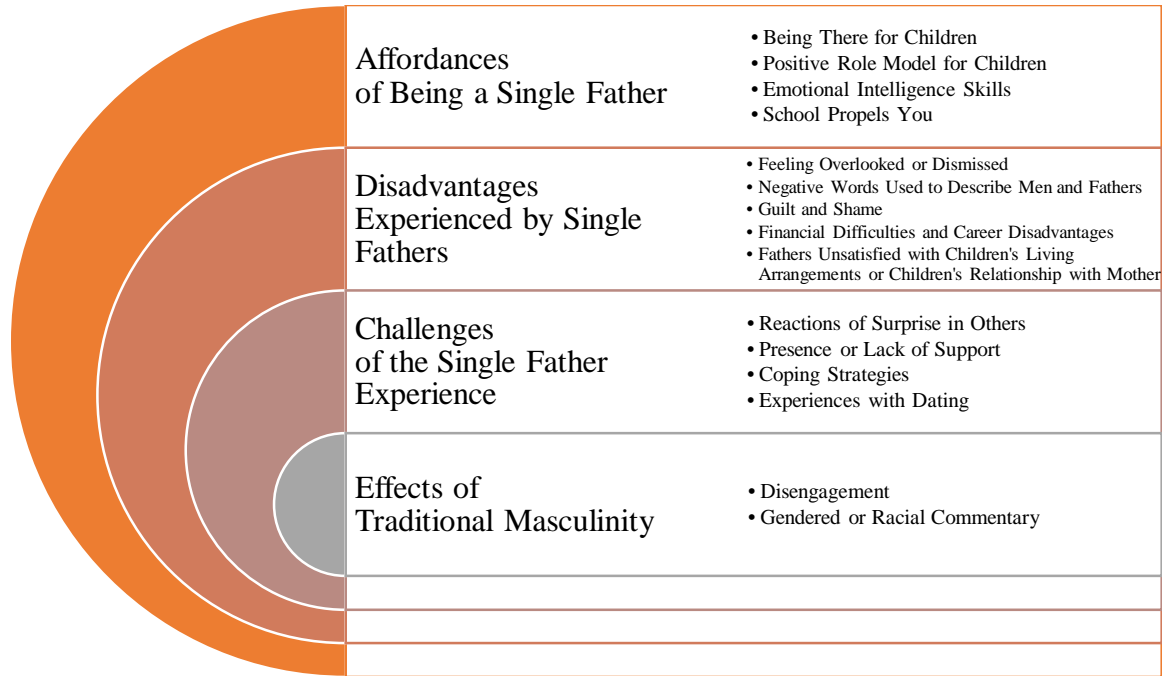 Affordances
of Being a Single Father
• Being There for Children
• Positive Role Model for Children
• Emotional Intelligence Skills
• School Propels You
Disadvantages
Experienced by Single
Fathers
• Feeling Overlooked or Dismissed
• Negative Words Used to Describe Men and Fathers
• Guilt and Shame
• Financial Difficulties and Career Disadvantages
• Fathers Unsatisfied with Children's Living
Arrangements or Children's Relationship with Mother
Challenges
of the Single Father
Experience
• Reactions of Surprise in Others
• Presence or Lack of Support
• Coping Strategies
• Experiences with Dating
Effects of
Traditional Masculinity
• Disengagement
• Gendered or Racial Commentary